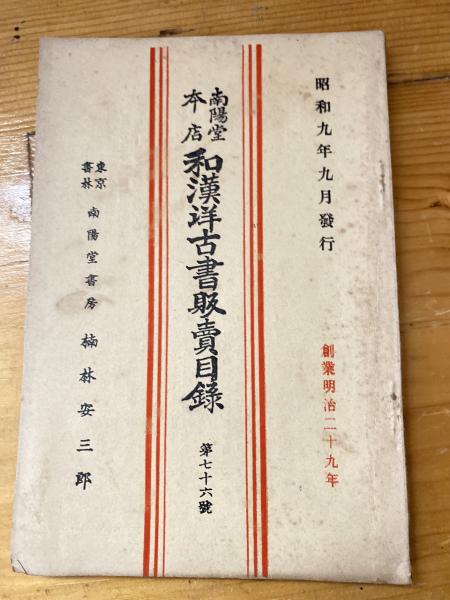 昭和九年九月發行
創業明治二十九年
南陽堂
本店
和漢洋古書販賣目錄
第七十六號
東京
書林
南陽堂書房
楠林安三郎